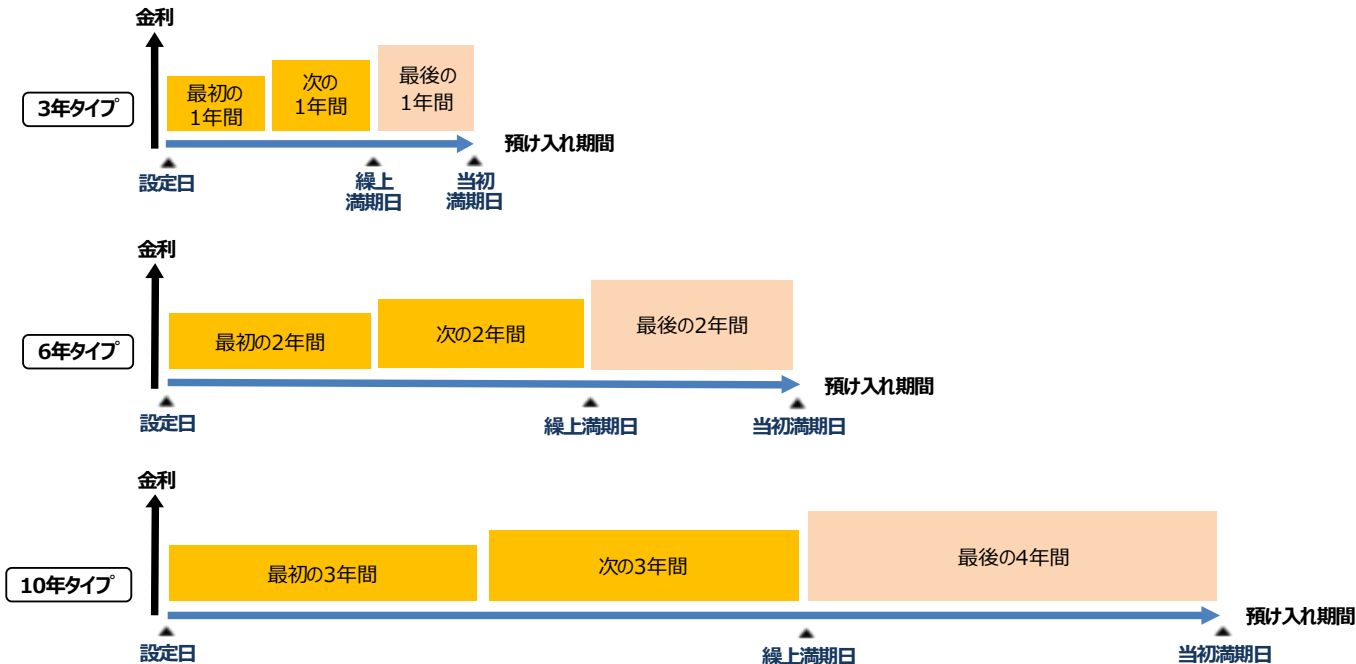 金利
3年タイプ
最初の
1年間
次の
1年間
最後の
1年間
預け入れ期間
設定日
繰上
満期日
当初
満期日
金利
6年タイプ
最初の2年間
次の2年間
最後の2年間
預け入れ期間
設定日
繰上満期日
当初満期日
金利
10年タイプ
最初の3年間
次の3年間
最後の4年間
預け入れ期間
設定日
繰上満期日
当初満期日